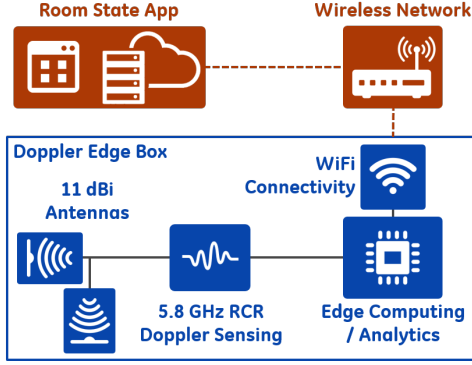 Room State App
Wireless Network
Doppler Edge Box
WiFi
Connectivity
11 dBi
Antennas
5.8 GHz RCR
Doppler Sensing
Edge Computing
/ Analytics